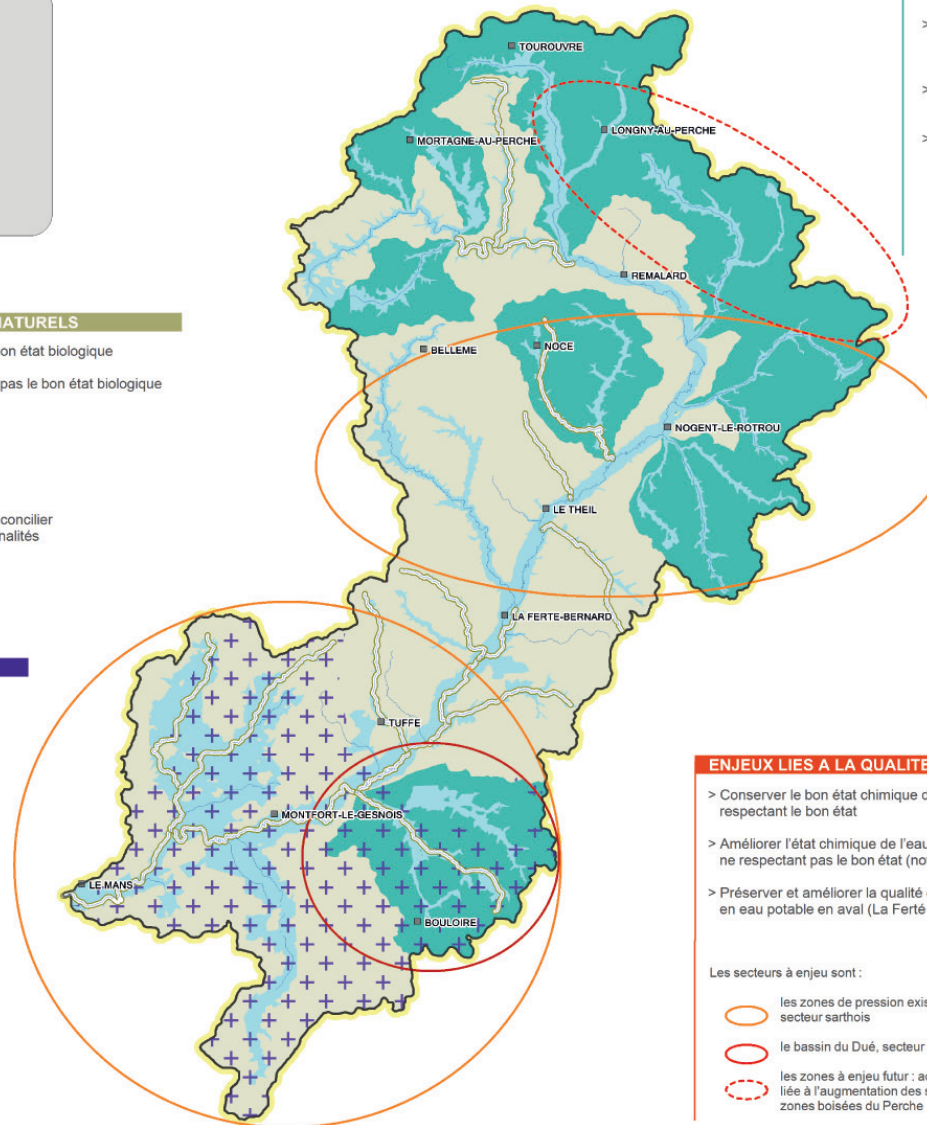 >
>
>
TOUROUVRE
LONGNY-AU-PERCHE
MORTAGNE-AU-PERCHE
REMALARD
NATURELS
on état biologique
pas le bon état biologique
concilier
nalités
BELLEME
NOCE
NOGENT-LE-ROTROU
LE THEIL
LA FERTE-BERNARD
TUFFE
MONTFORT-LE-GESNOIS
LE MANS
BOULOIRE
ENJEUX LIES A LA QUALITE
> Conserver le bon état chimique d
respectant le bon état
> Améliorer l'état chimique de l'eau
ne respectant pas le bon état (no
> Préserver et améliorer la qualité
en eau potable en aval (La Ferté
Les secteurs à enjeu sont :
les zones de pression exis
secteur sarthois
le bassin du Dué, secteur
les zones à enjeu futur : ac
liée à l'augmentation des s
zones boisées du Perche